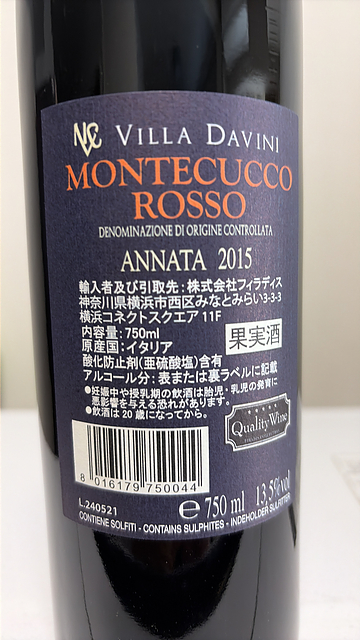 VILLA DAVINI
MONTECUCCO
ROSSO
DENOMINAZIONE DI ORIGINE CONTROLLATA
ANNATA 2015
輸入者及び引取先:株式会社フィラディス
神奈川県横浜市西区みなとみらい3-3-3
横浜コネクトスクエア 11F
内容量:750ml
原産国:イタリア
果実酒
酸化防止剤(亜硫酸塩)含有
アルコール分:表または裏ラベルに記載
●妊娠中や授乳期の飲酒は胎児・乳児の発育に
悪影響を与える恐れがあります。
●飲酒は20歳になってから。
QualityWine
8 016179 750044
L.240521
℮ 750 ml 13,5%vol
CONTIENE SOLFITI - CONTAINS SULPHITES - INDEHOLDER SULFITTER